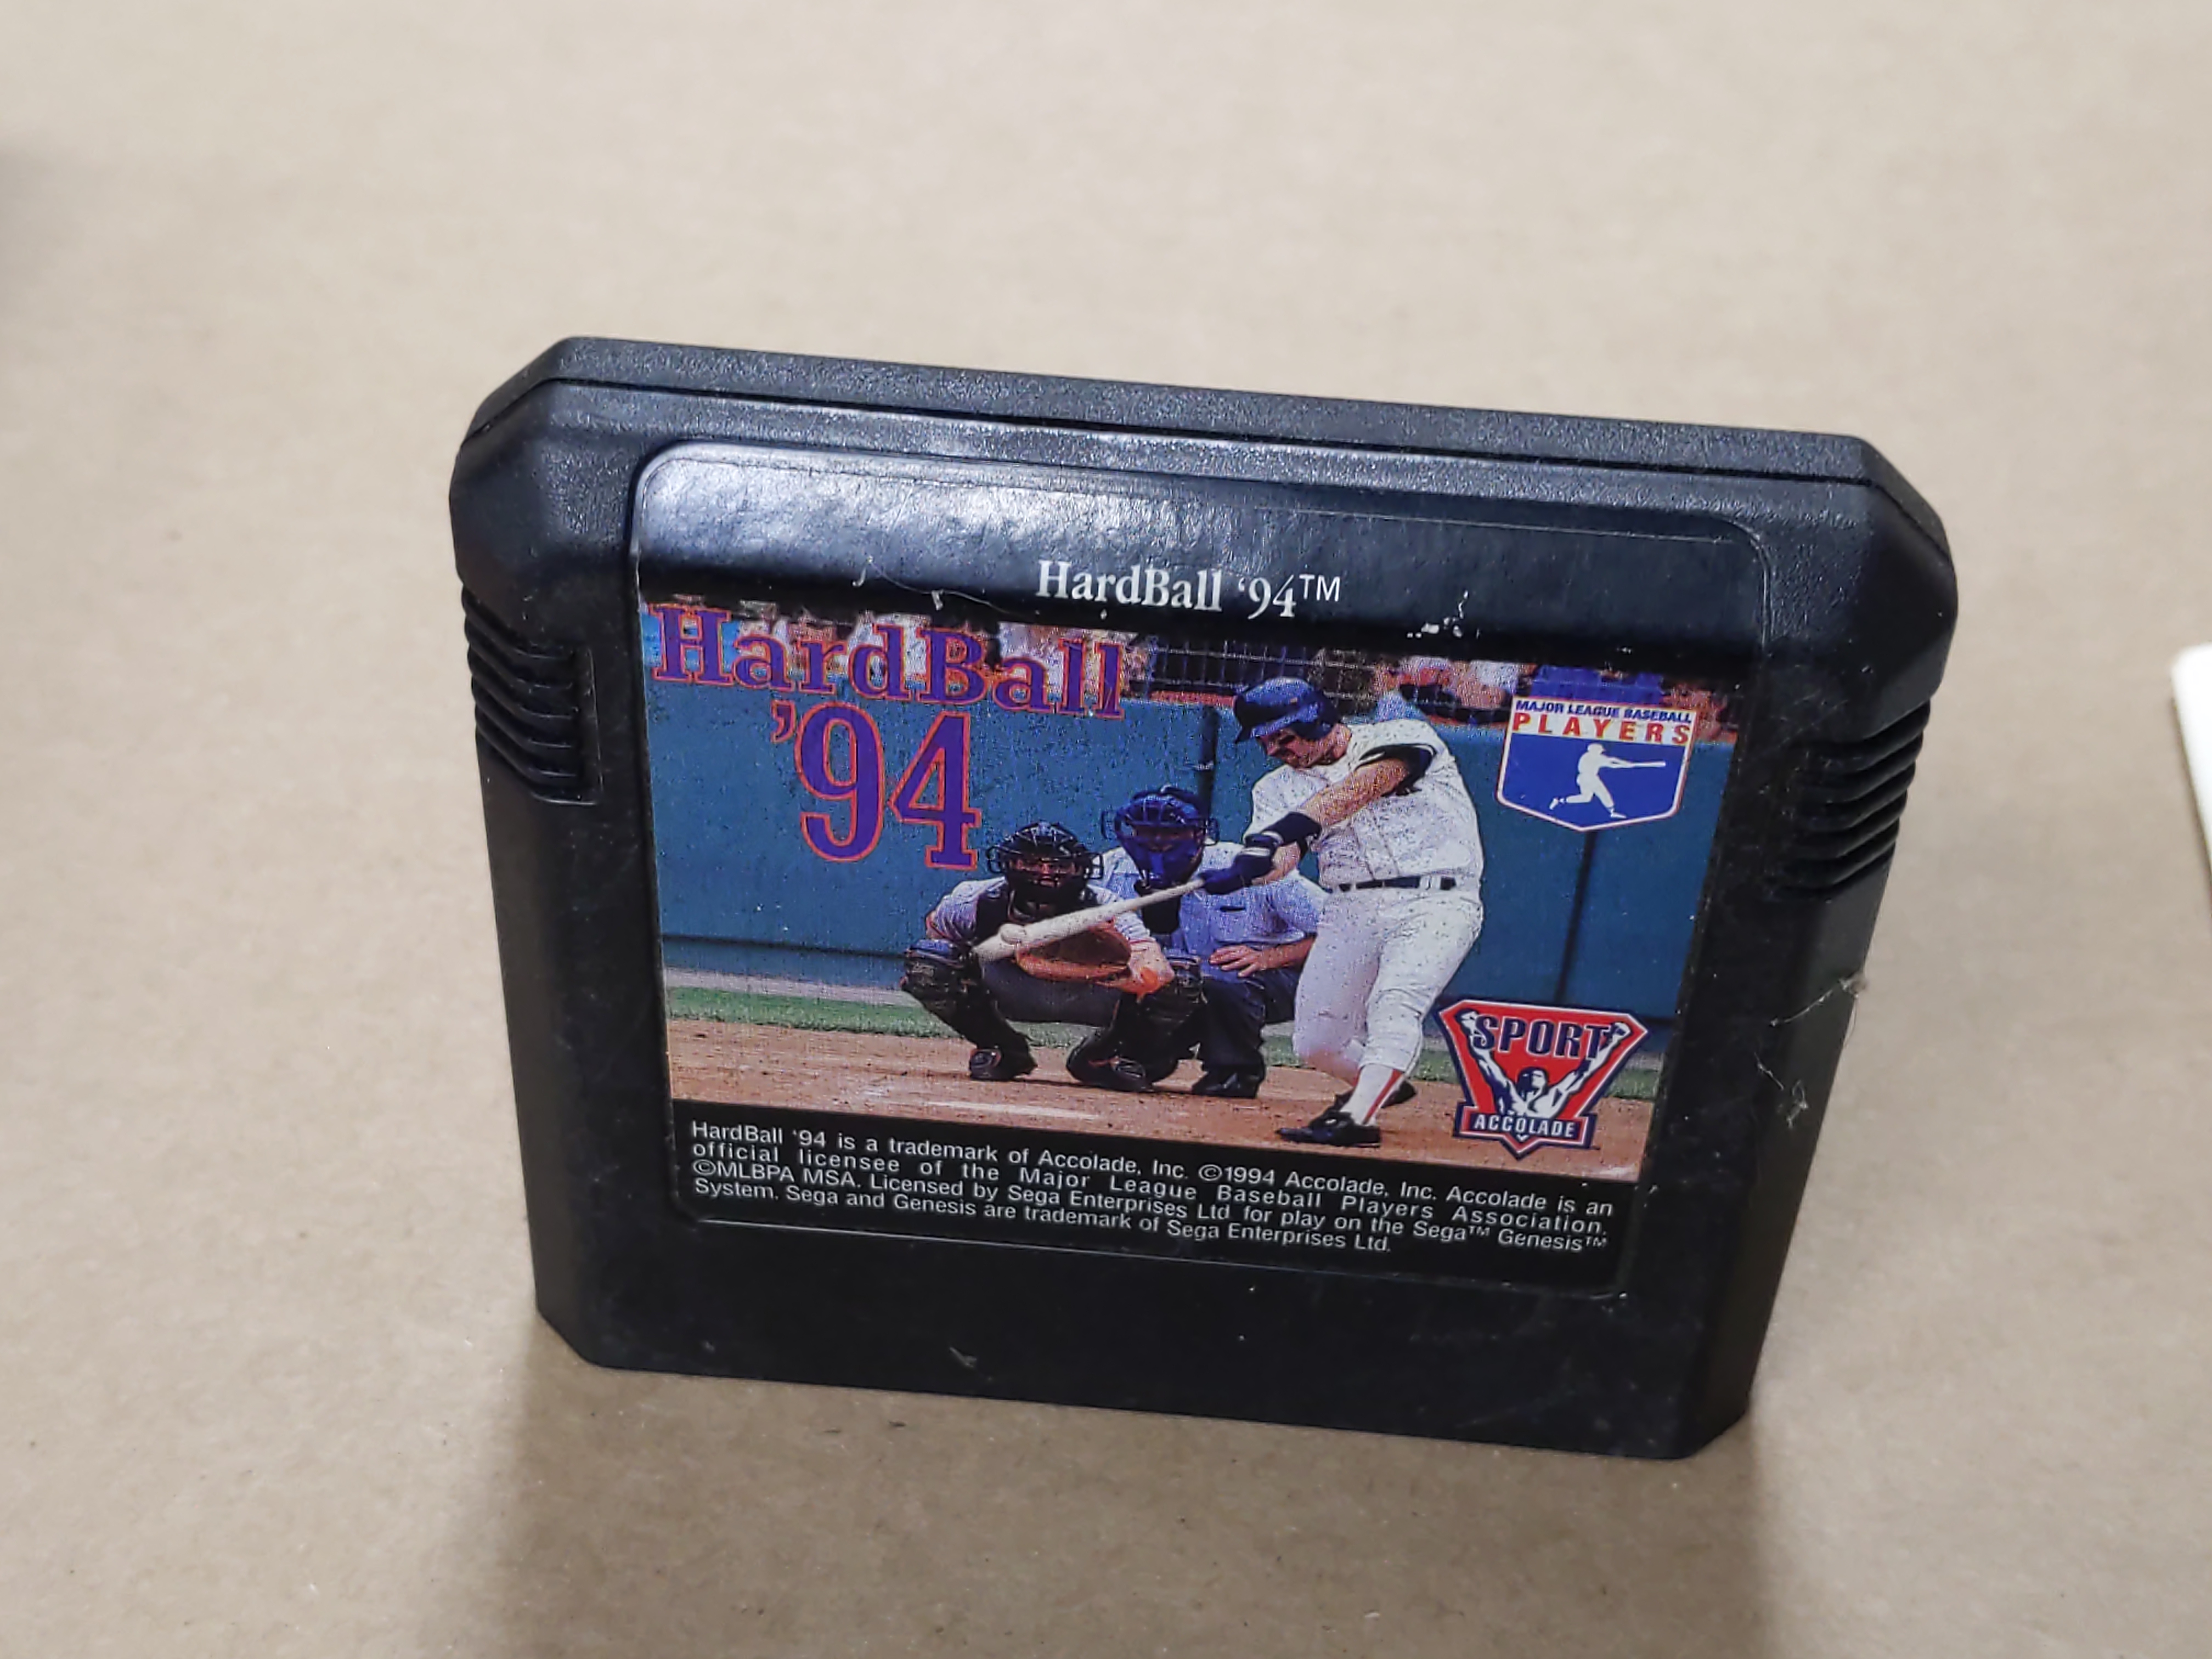 HardBall ‘94™
HardBall
’94
MAJOR LEAGUE BASEBALL
PLAYERS
SPORT
ACCOLADE
HardBall ‘94 is a trademark of Accolade, Inc. ©1994 Accolade, Inc. Accolade is an
official licensee of the Major League Baseball Players Association,
©MLBPA MSA. Licensed by Sega Enterprises Ltd. for play on the Sega™ Genesis™
System. Sega and Genesis are trademark of Sega Enterprises Ltd.